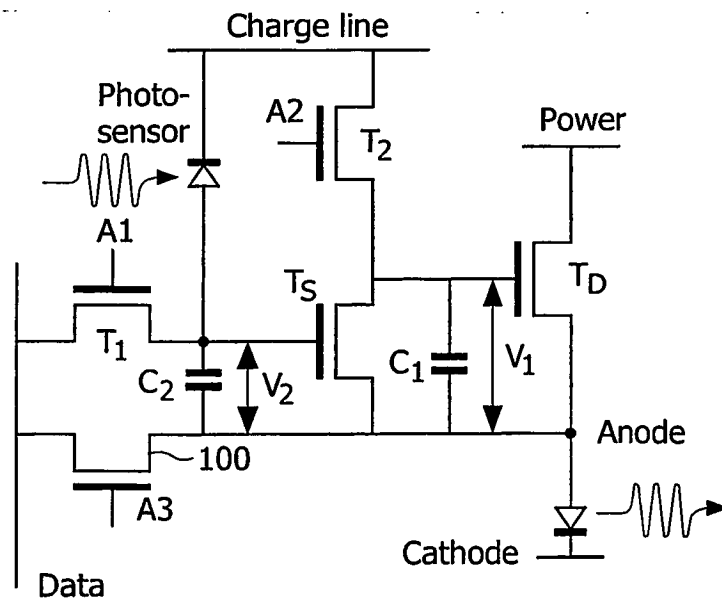 Charge line
Photo-
sensor
A2
T2
Power
A1
TS
TD
T1
C2
V2
C1
V1
100
Anode
A3
Cathode
Data